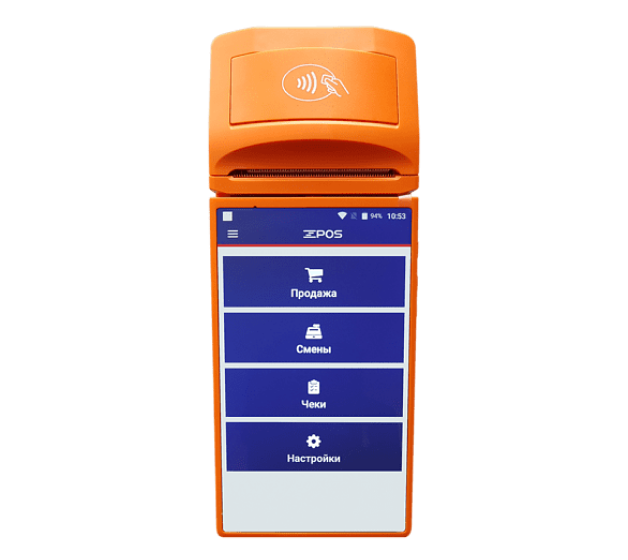 94% 10:53
ZPOS
Продажа
Смены
Чеки
Настройки